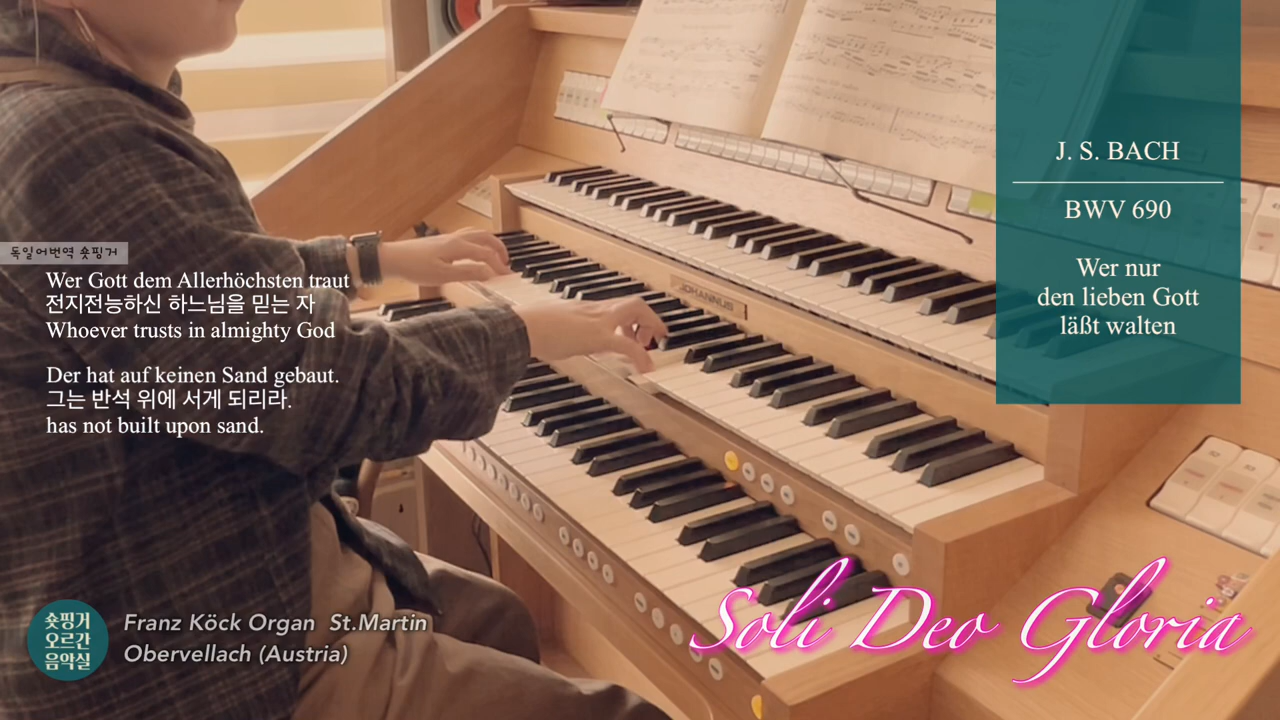 독일어번역 숏핑거
Wer Gott dem Allerhöchsten traut
전지전능하신 하느님을 믿는 자
Whoever trusts in almighty God
Der hat auf keinen Sand gebaut.
그는 반석 위에 서게 되리라.
has not built upon sand.
J. S. BACH
BWV 690
Wer nur
den lieben Gott
läßt walten
JOHANNUS
숏핑거
오르간
음악실
Franz Köck Organ St.Martin
Obervellach (Austria)
Soli Deo Gloria